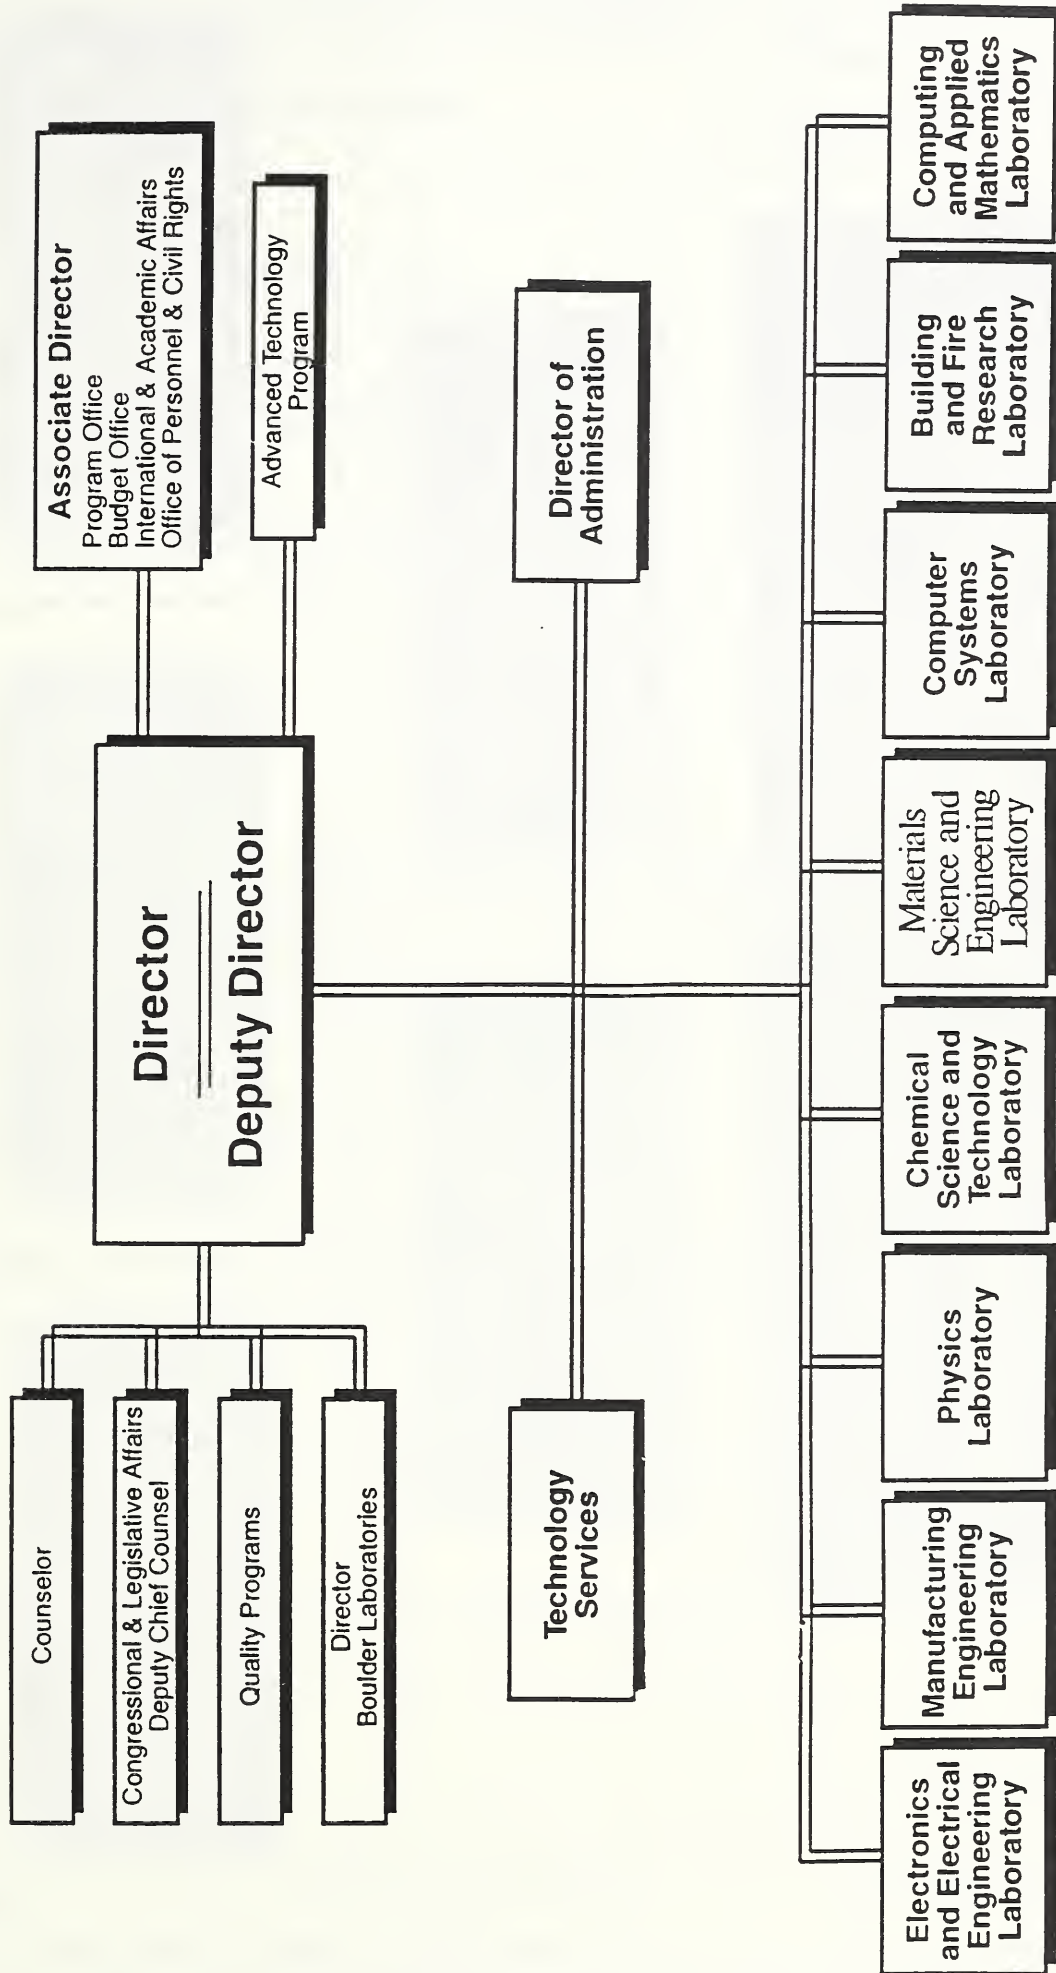 Director
Deputy Director
Counselor
Congressional & Legislative Affairs
Deputy Chief Counsel
Quality Programs
Director
Boulder Laboratories
Associate Director
Program Office
Budget Office
International & Academic Affairs
Office of Personnel & Civil Rights
Advanced Technology
Program
Technology
Services
Director of
Administration
Electronics
and Electrical
Engineering
Laboratory
Manufacturing
Engineering
Laboratory
Physics
Laboratory
Chemical
Science and
Technology
Laboratory
Materials
Science and
Engineering
Laboratory
Computer
Systems
Laboratory
Building
and Fire
Research
Laboratory
Computing
and Applied
Mathematics
Laboratory